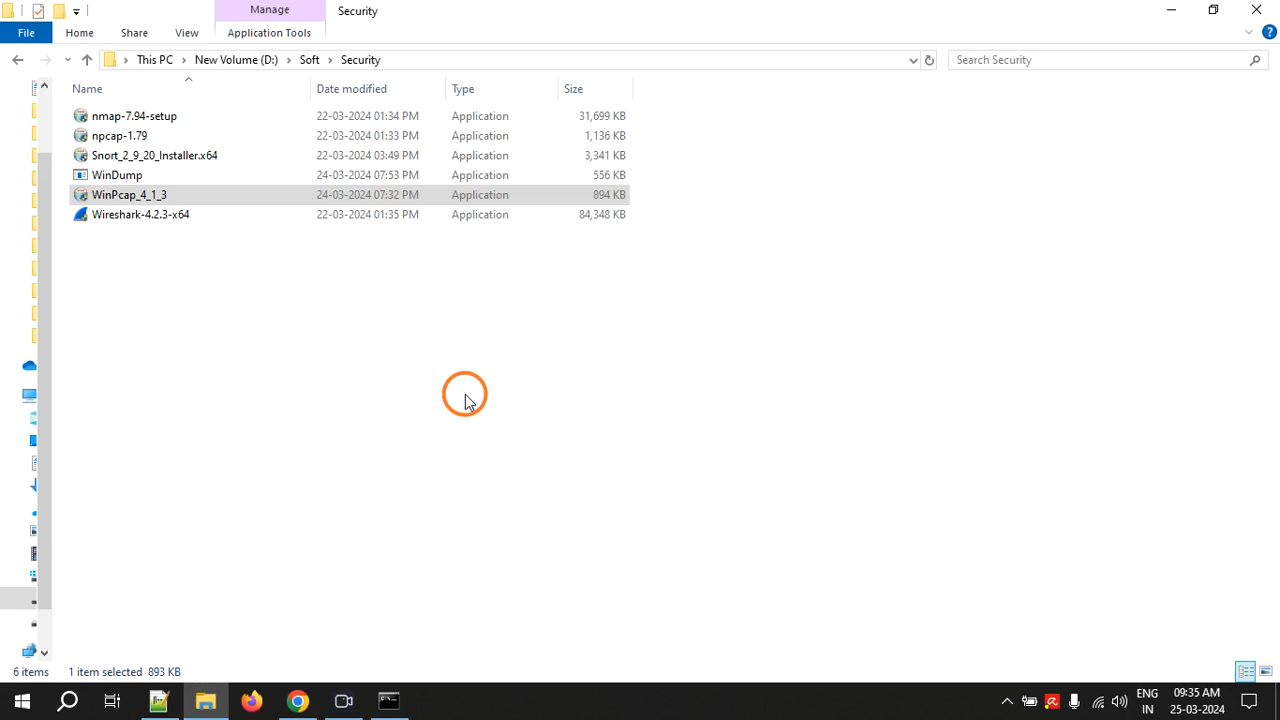 Manage
Security
File
Home
Share
View
Application Tools
This PC
New Volume (D:)
Soft
Security
Search Security
Name
Date modified
Type
Size
nmap-7.94-setup 22-03-2024 01:34 PM Application 31,699 KB
npcap-1.79 22-03-2024 01:33 PM Application 1,136 KB
Snort_2_9_20_Installer.x64 22-03-2024 03:49 PM Application 3,341 KB
WinDump 24-03-2024 07:53 PM Application 556 KB
WinPcap_4_1_3 24-03-2024 07:32 PM Application 894 KB
Wireshark-4.2.3-x64 22-03-2024 01:35 PM Application 84,348 KB
6 items 1 item selected 893 KB
ENG
IN
09:35 AM
25-03-2024